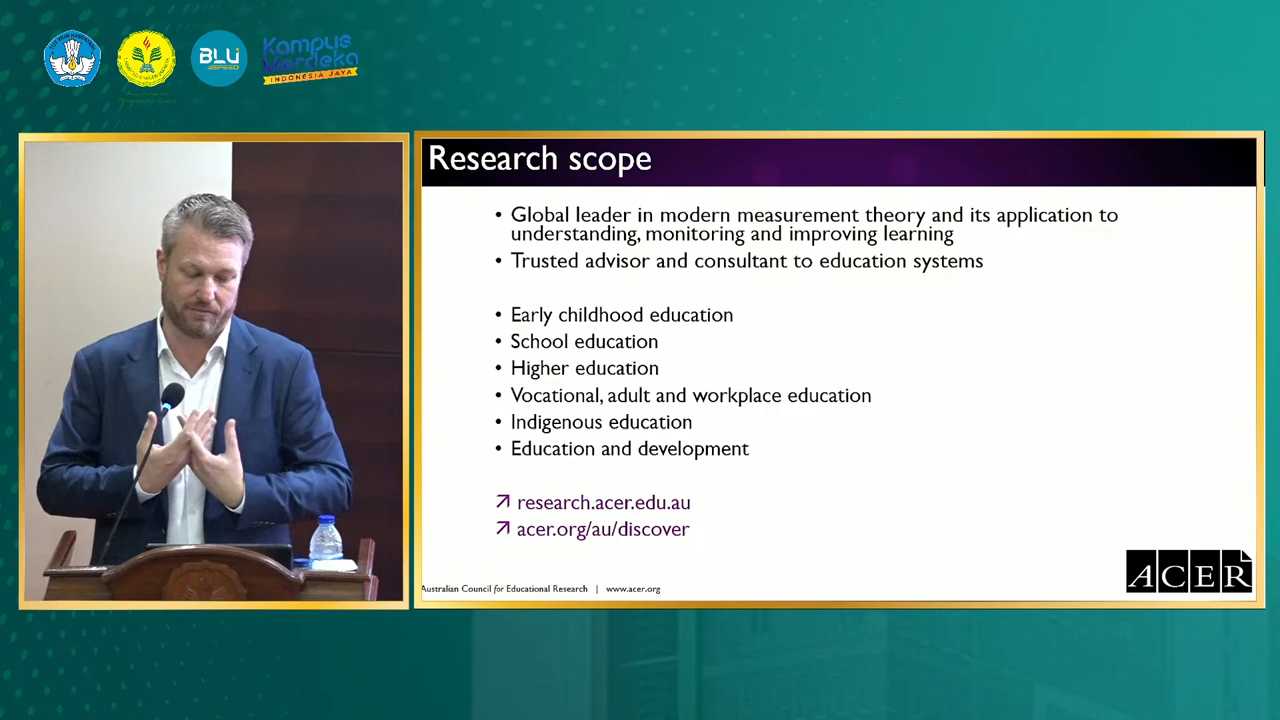 BLU
SPEED
Kampus
Merdeka
INDONESIA JAYA
Research scope
• Global leader in modern measurement theory and its application to
understanding, monitoring and improving learning
• Trusted advisor and consultant to education systems
• Early childhood education
• School education
• Higher education
• Vocational, adult and workplace education
• Indigenous education
• Education and development
research.acer.edu.au
acer.org/au/discover
Australian Council for Educational Research | www.acer.org
ACER